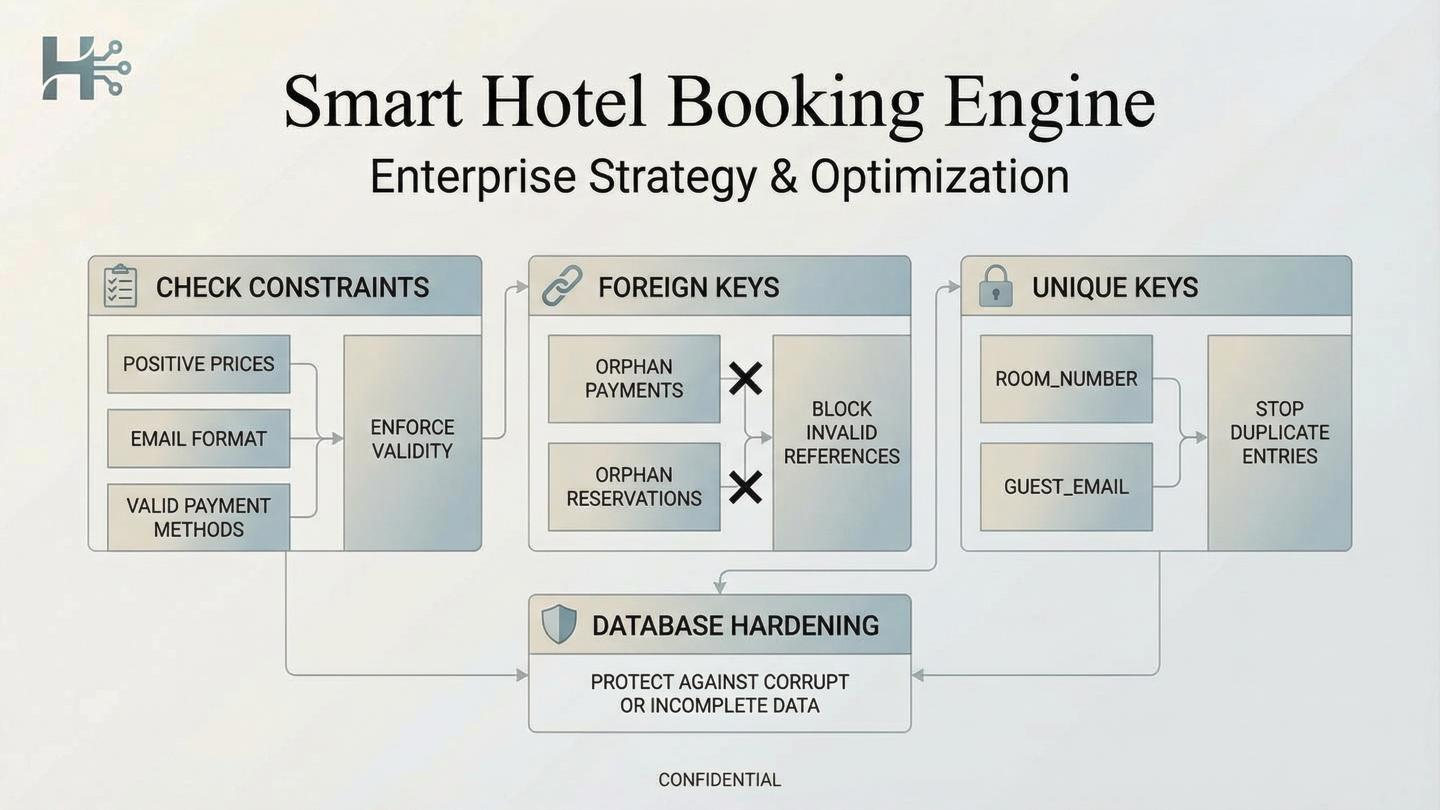 Smart Hotel Booking Engine
Enterprise Strategy & Optimization
CHECK CONSTRAINTS
POSITIVE PRICES
EMAIL FORMAT
VALID PAYMENT
METHODS
ENFORCE
VALIDITY
FOREIGN KEYS
ORPHAN
PAYMENTS
ORPHAN
RESERVATIONS
BLOCK
INVALID
REFERENCES
UNIQUE KEYS
ROOM_NUMBER
GUEST_EMAIL
STOP
DUPLICATE
ENTRIES
DATABASE HARDENING
PROTECT AGAINST CORRUPT
OR INCOMPLETE DATA
CONFIDENTIAL